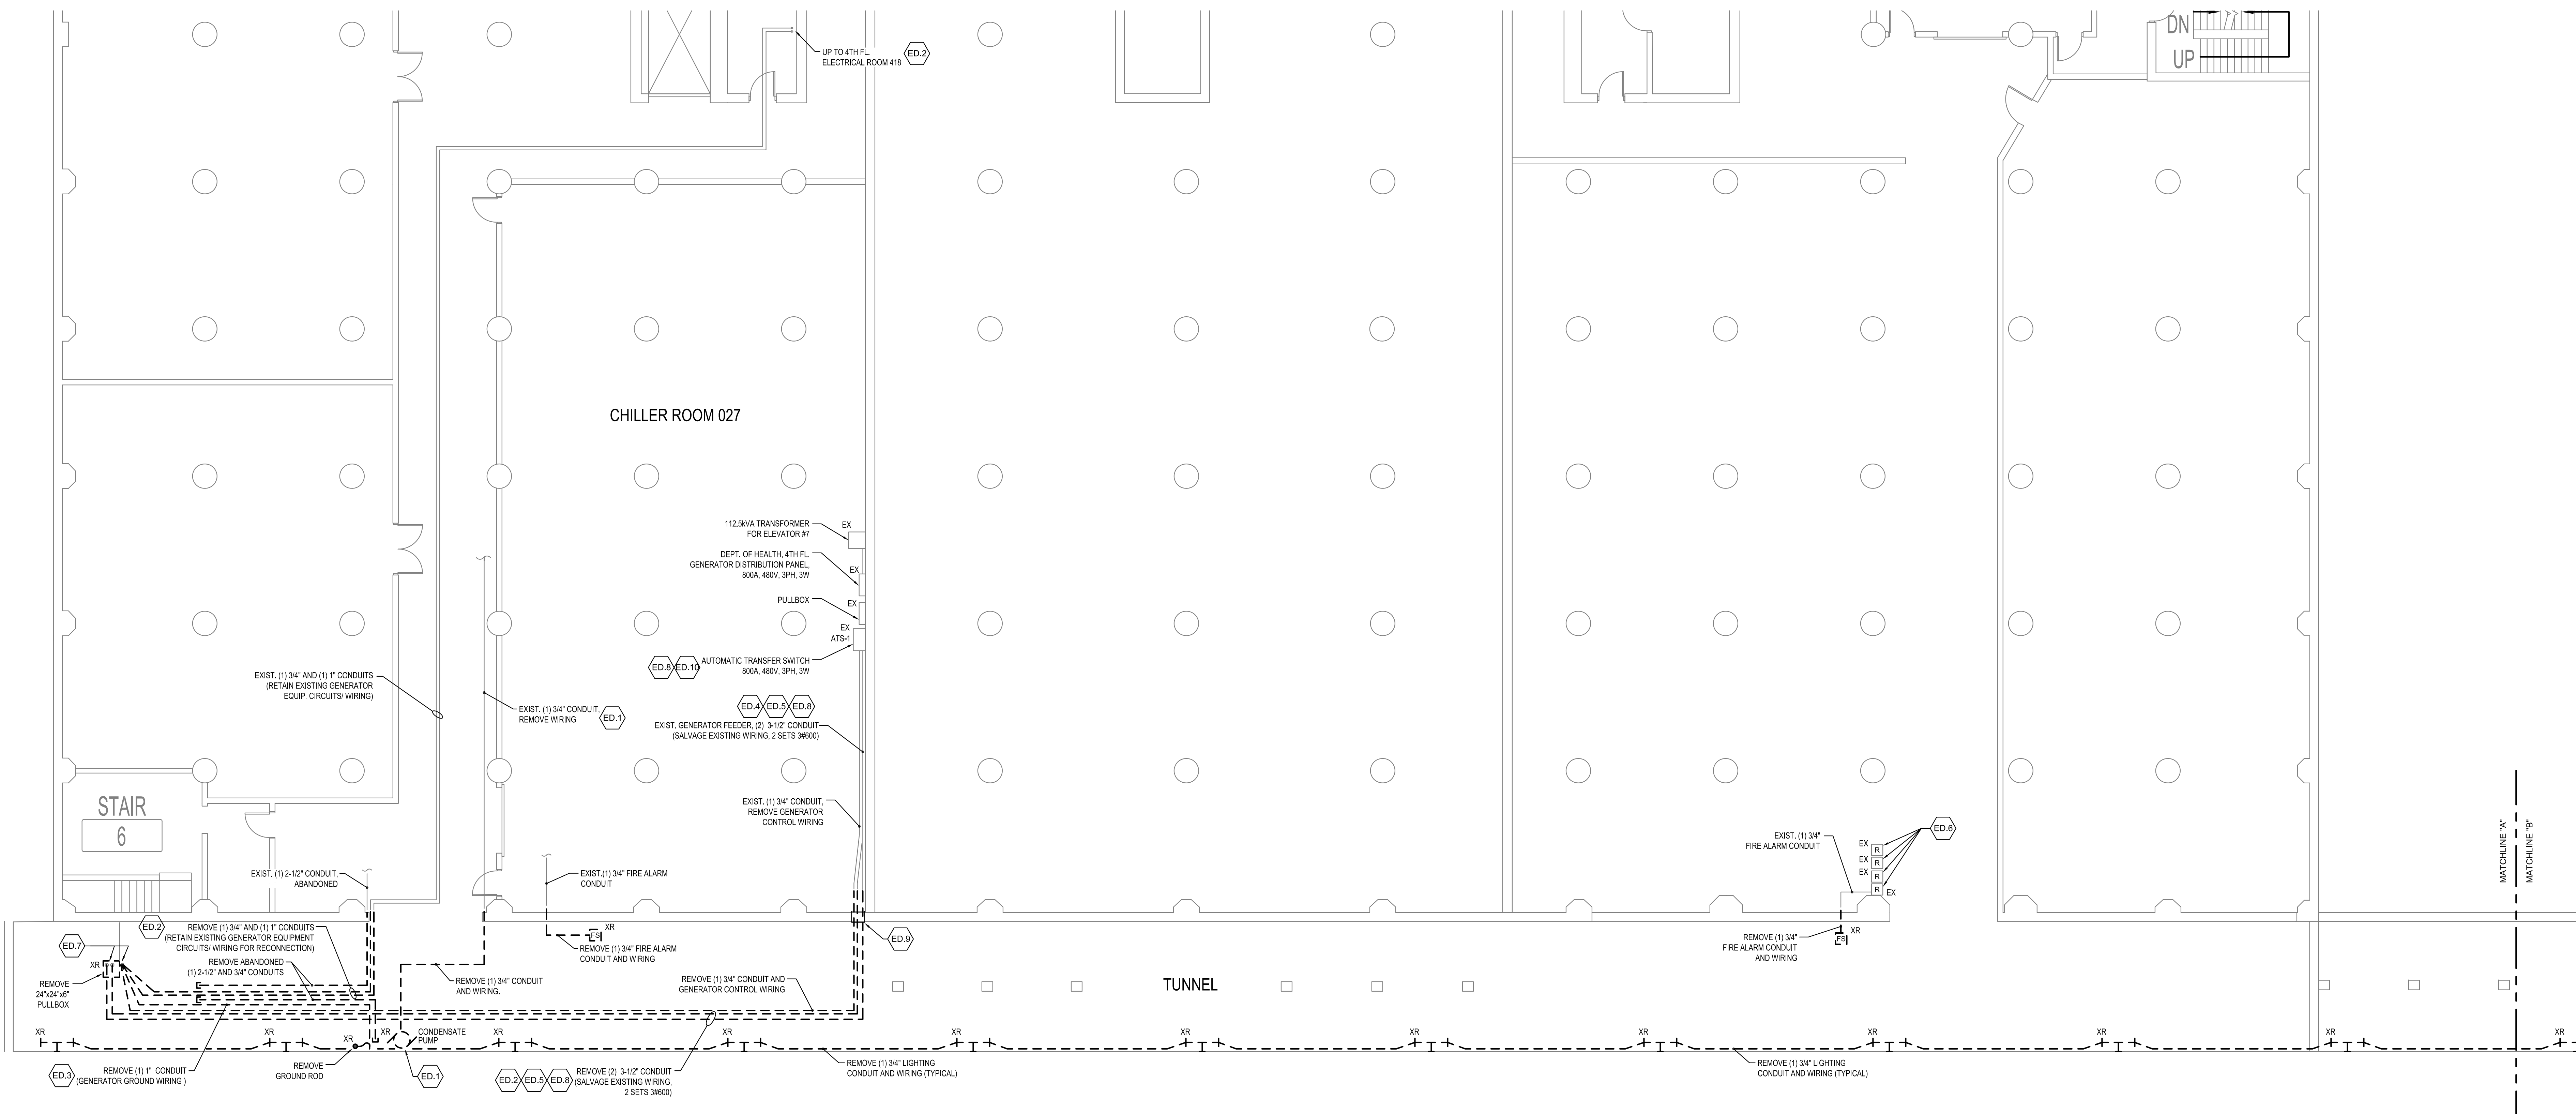 UP TO 4TH FL.
ELECTRICAL ROOM 418
ED.2
DN
UP
CHILLER ROOM 027
112.5kVA TRANSFORMER
FOR ELEVATOR #7
EX
DEPT. OF HEALTH, 4TH FL.
GENERATOR DISTRIBUTION PANEL,
800A, 480V, 3PH, 3W
EX
PULLBOX
EX
EX
ATS-1
AUTOMATIC TRANSFER SWITCH
800A, 480V, 3PH, 3W
ED.8
ED.10
EXIST. (1) 3/4" AND (1) 1" CONDUITS
(RETAIN EXISTING GENERATOR
EQUIP. CIRCUITS/ WIRING)
EXIST. (1) 3/4" CONDUIT,
REMOVE WIRING
ED.1
ED.4
ED.5
ED.8
EXIST. GENERATOR FEEDER, (2) 3-1/2" CONDUIT
(SALVAGE EXISTING WIRING, 2 SETS 3#600)
EXIST. (1) 3/4" CONDUIT,
REMOVE GENERATOR
CONTROL WIRING
STAIR
6
EXIST. (1) 2-1/2" CONDUIT,
ABANDONED
EXIST.(1) 3/4" FIRE ALARM
CONDUIT
EXIST. (1) 3/4"
FIRE ALARM CONDUIT
EX
R
EX
R
EX
R
R
EX
ED.6
MATCHLINE "A"
MATCHLINE "B"
ED.2
REMOVE (1) 3/4" AND (1) 1" CONDUITS
(RETAIN EXISTING GENERATOR EQUIPMENT
CIRCUITS/ WIRING FOR RECONNECTION)
ED.7
REMOVE ABANDONED
(1) 2-1/2" AND 3/4" CONDUITS
XR
REMOVE
24"x24"x6"
PULLBOX
XR
FS
REMOVE (1) 3/4" FIRE ALARM
CONDUIT AND WIRING
REMOVE (1) 3/4" CONDUIT
AND WIRING.
REMOVE (1) 3/4" CONDUIT AND
GENERATOR CONTROL WIRING
ED.9
TUNNEL
REMOVE (1) 3/4"
FIRE ALARM CONDUIT
AND WIRING
XR
FS
XR
XR
XR
XR
CONDENSATE
PUMP
XR
XR
XR
XR
XR
XR
XR
XR
XR
XR
ED.3
REMOVE (1) 1" CONDUIT
(GENERATOR GROUND WIRING )
REMOVE
GROUND ROD
ED.1
ED.2
ED.5
ED.8
REMOVE (2) 3-1/2" CONDUIT
(SALVAGE EXISTING WIRING,
2 SETS 3#600)
REMOVE (1) 3/4" LIGHTING
CONDUIT AND WIRING (TYPICAL)
REMOVE (1) 3/4" LIGHTING
CONDUIT AND WIRING (TYPICAL)